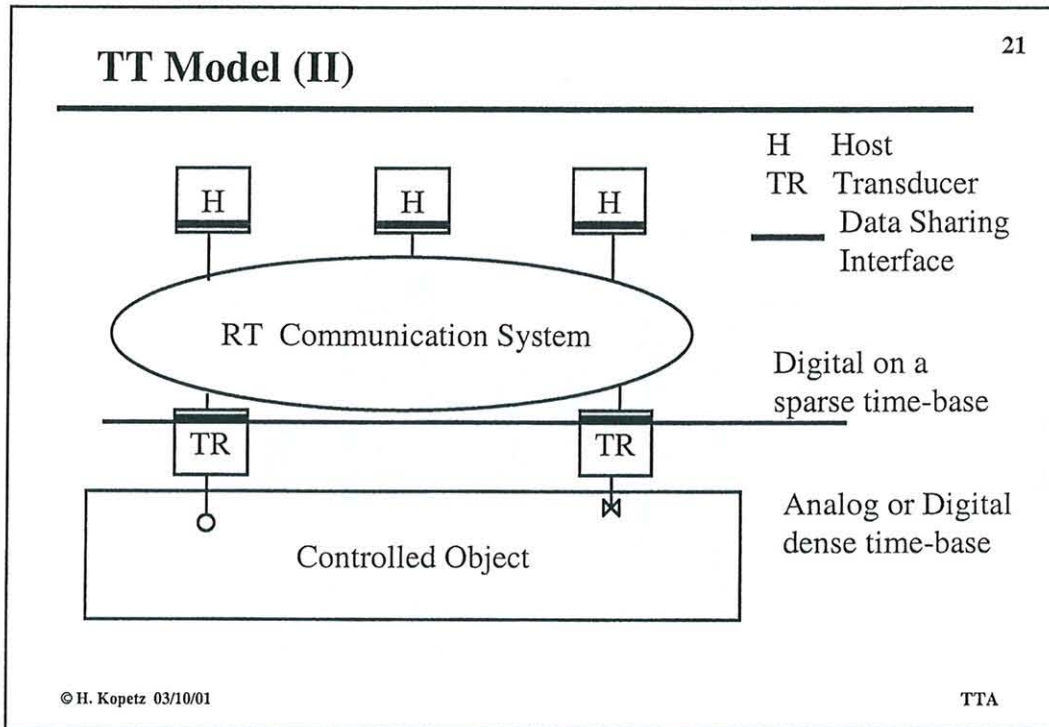 21
TT Model (II)
H Host
TR Transducer
Data Sharing
Interface
H
H
H
RT Communication System
Digital on a
sparse time-base
TR
TR
Analog or Digital
dense time-base
Controlled Object
© H. Kopetz 03/10/01
TTA